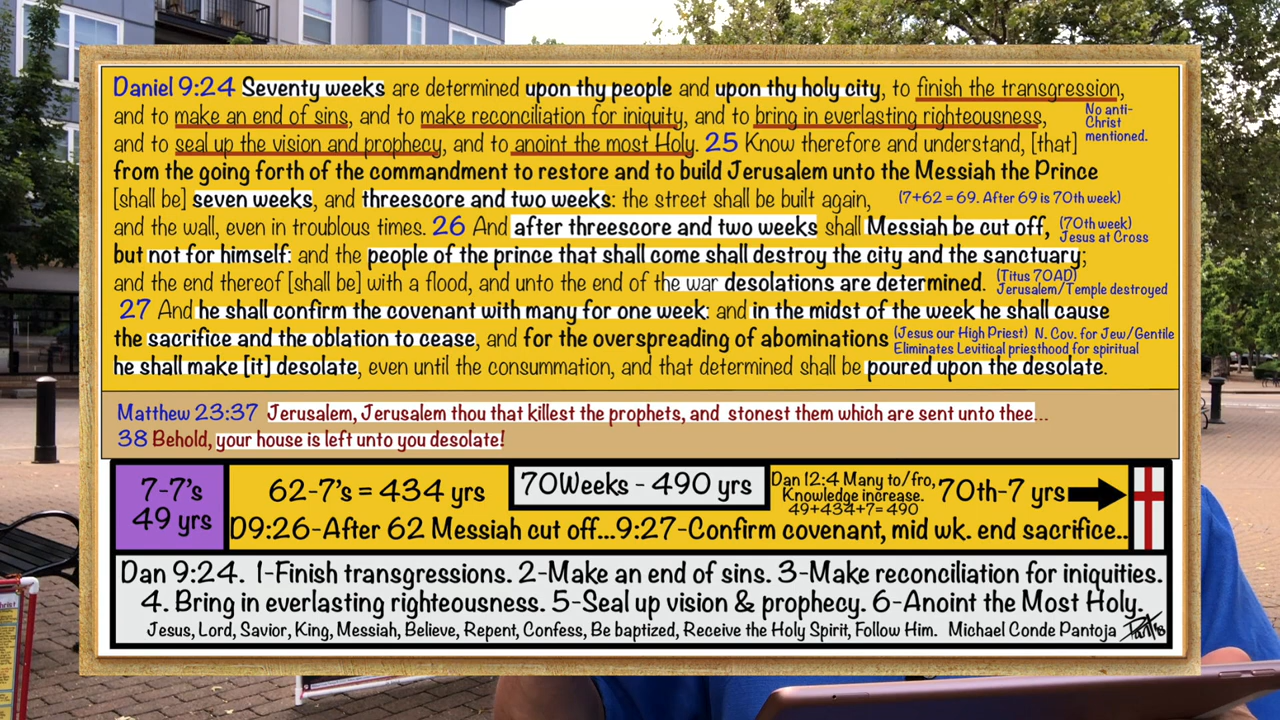 Daniel 9:24 Seventy weeks are determined upon thy people and upon thy holy city, to finish the transgression,
and to make an end of sins, and to make reconciliation for iniquity, and to bring in everlasting righteousness,
No anti-
Christ
mentioned.
and to seal up the vision and prophecy, and to anoint the most Holy. 25 Know therefore and understand, [that]
from the going forth of the commandment to restore and to build Jerusalem unto the Messiah the Prince
[shall be] seven weeks, and threescore and two weeks: the street shall be built again,
(7+62 = 69. After 69 is 70th week)
and the wall, even in troublous times. 26 And after threescore and two weeks shall Messiah be cut off,
(70th week)
Jesus at Cross
but not for himself: and the people of the prince that shall come shall destroy the city and the sanctuary;
and the end thereof [shall be] with a flood, and unto the end of the war desolations are determined.
(Titus 70AD)
Jerusalem/Temple destroyed
27 And he shall confirm the covenant with many for one week: and in the midst of the week he shall cause
the sacrifice and the oblation to cease, and for the overspreading of abominations
(Jesus our High Priest) N. Cov. for Jew/Gentile
Eliminates Levitical priesthood for spiritual
he shall make [it] desolate, even until the consummation, and that determined shall be poured upon the desolate.
Matthew 23:37 Jerusalem, Jerusalem thou that killest the prophets, and stonest them which are sent unto thee...
38 Behold, your house is left unto you desolate!
7-7's
49 yrs
62-7's = 434 yrs
70Weeks - 490 yrs
Dan 12:4 Many to/fro,
Knowledge increase.
49+434+7=490
70th-7 yrs
D9:26-After 62 Messiah cut off...9:27-Confirm covenant, mid wk. end sacrifice..
Dan 9:24. 1-Finish transgressions. 2-Make an end of sins. 3-Make reconciliation for iniquities.
4. Bring in everlasting righteousness. 5-Seal up vision & prophecy. 6-Anoint the Most Holy.
Jesus, Lord, Savior, King, Messiah, Believe, Repent, Confess, Be baptized, Receive the Holy Spirit, Follow Him. Michael Conde Pantoja